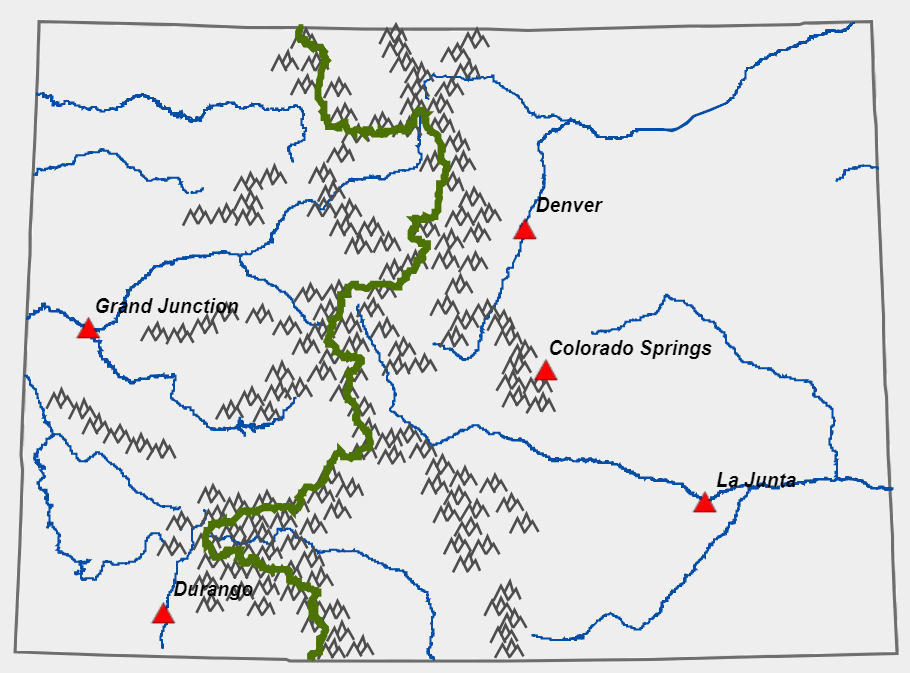 Denver
Grand Junction
Colorado Springs
La Junta
Durango